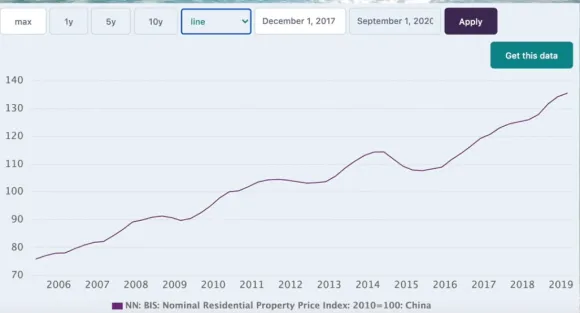 max 1y 5y 10y line December 1, 2017 September 1, 202 Apply
Get this data
140
130
120
110
100
90
80
70
2006 2007 2008 2009 2010 2011 2012 2013 2014 2015 2016 2017 2018 2019
NN: BIS: Nominal Residential Property Price Index: 2010=100: China